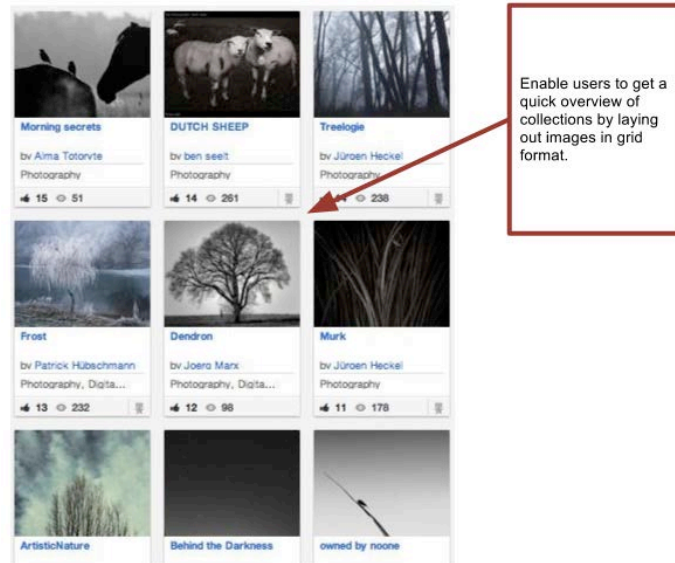 Morning secrets
by Alma Totorvte
Photography
15 51
DUTCH SHEEP
by ben seelt
Photography
14 261
Treelogie
by Jüroen Heckel
Photography
238
Enable users to get a
quick overview of
collections by laying
out images in grid
format.
Frost
by Patrick Hübschmann
Photography, Digita...
13 232
Dendron
by Joerg Marx
Photography, Digita...
12 98
Murk
by Jüroen Heckel
Photography
11 178
ArtisticNature
Behind the Darkness
owned by noone